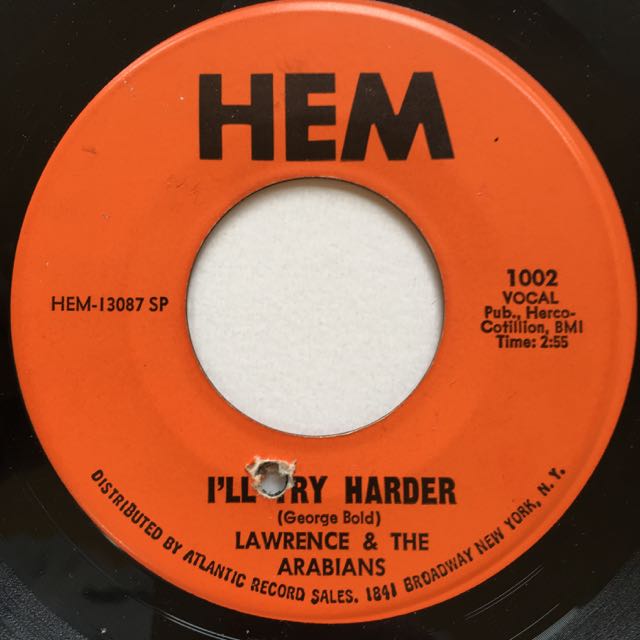 HEM
HEM-13087 SP
1002
VOCAL
Pub., Herco-
Cotillion, BMI
Time: 2:55
I'LL TRY HARDER
(George Bold)
LAWRENCE & THE
ARABIANS
DISTRIBUTED BY ATLANTIC RECORD SALES. 1841 BROADWAY NEW YORK, N. Y.